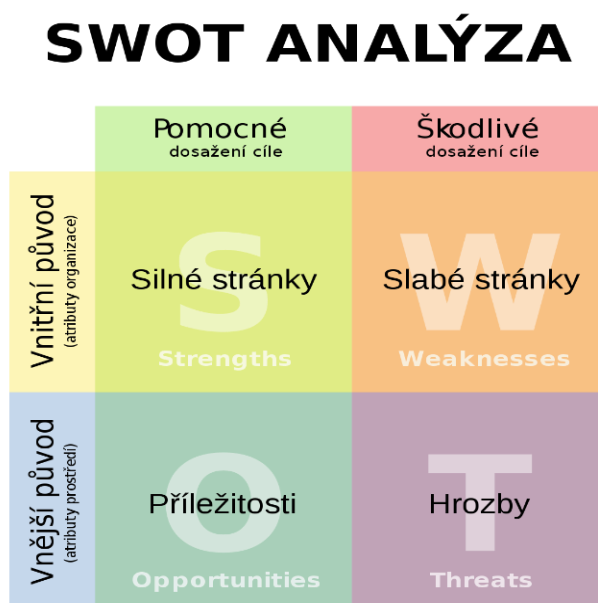 SWOT ANALÝZA
Pomocné
dosažení cíle
Škodlivé
dosažení cíle
Vnitřní původ
(atributy organizace)
S
Silné stránky
Strengths
W
Slabé stránky
Weaknesses
Vnější původ
(atributy prostředí)
O
Příležitosti
Opportunities
T
Hrozby
Threats